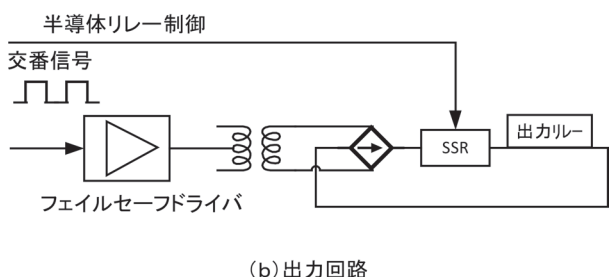 半導体リレー制御
交番信号
出力リレー
SSR
フェイルセーフドライバ
(b)出力回路